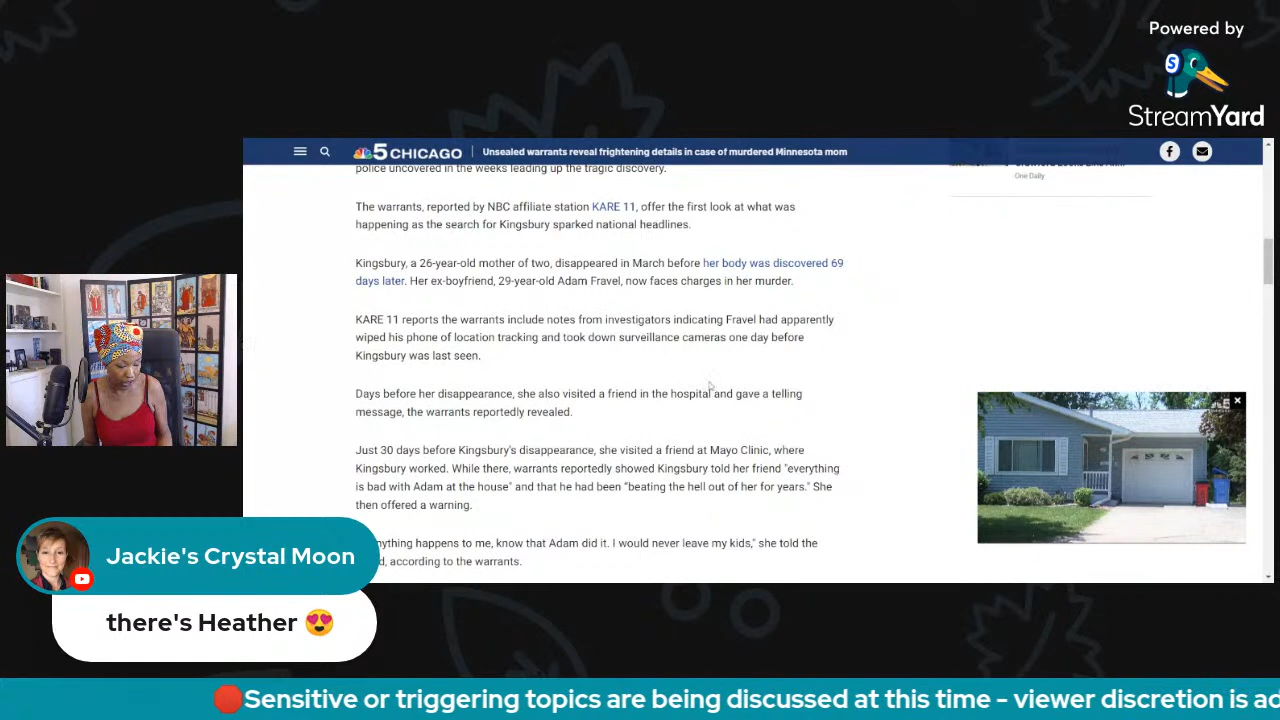 Powered by
StreamYard
5 CHICAGO
Unsealed warrants reveal frightening details in case of murdered Minnesota mom
police uncovered in the weeks leading up the tragic discovery.
One Daily
The warrants, reported by NBC affiliate station KARE 11, offer the first look at what was
happening as the search for Kingsbury sparked national headlines.
Kingsbury, a 26-year-old mother of two, disappeared in March before her body was discovered 69
days later. Her ex-boyfriend, 29-year-old Adam Fravel, now faces charges in her murder.
KARE 11 reports the warrants include notes from investigators indicating Fravel had apparently
wiped his phone of location tracking and took down surveillance cameras one day before
Kingsbury was last seen.
Days before her disappearance, she also visited a friend in the hospital and gave a telling
message, the warrants reportedly revealed.
Just 30 days before Kingsbury's disappearance, she visited a friend at Mayo Clinic, where
Kingsbury worked. While there, warrants reportedly showed Kingsbury told her friend "everything
is bad with Adam at the house" and that he had been "beating the hell out of her for years." She
then offered a warning.
happens to me, know that Adam did it. I would never leave my kids," she told the
according to the warrants.
5
Jackie's Crystal Moon
there's Heather 😍
Sensitive or triggering topics are being discussed at this time - viewer discretion is ad